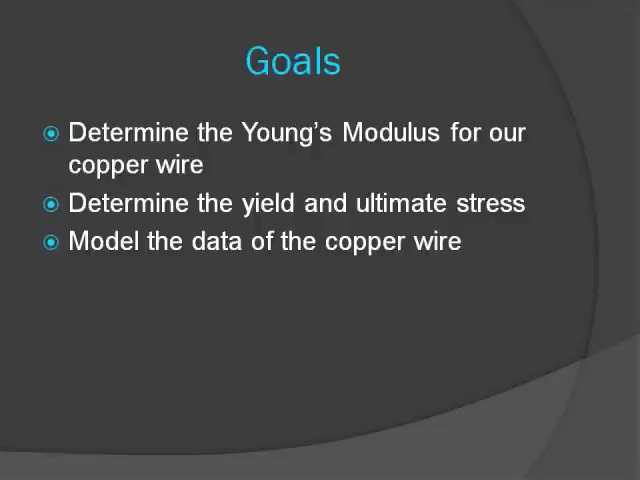 Goals
Determine the Young's Modulus for our
copper wire
Determine the yield and ultimate stress
Model the data of the copper wire